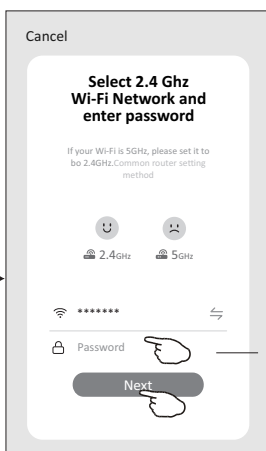 Cancel
Select 2.4 Ghz
Wi-Fi Network and
enter password
If your Wi-Fi is 5GHz, please set it to
bo 2.4GHz.Common router setting
method
2.4GHz 5GHz
*******
Password
Next